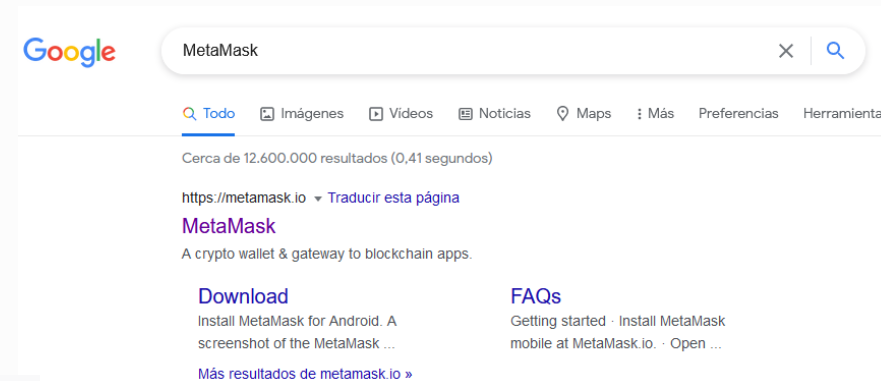 Google MetaMask
Todo Imágenes Vídeos Noticias Maps Más Preferencias Herramienta
Cerca de 12.600.000 resultados (0,41 segundos)
https://metamask.io Traducir esta página
MetaMask
A crypto wallet & gateway to blockchain apps.
Download FAQs
Install MetaMask for Android. A Getting started · Install MetaMask
screenshot of the MetaMask ... mobile at MetaMask.io. · Open ...
Más resultados de metamask.io »